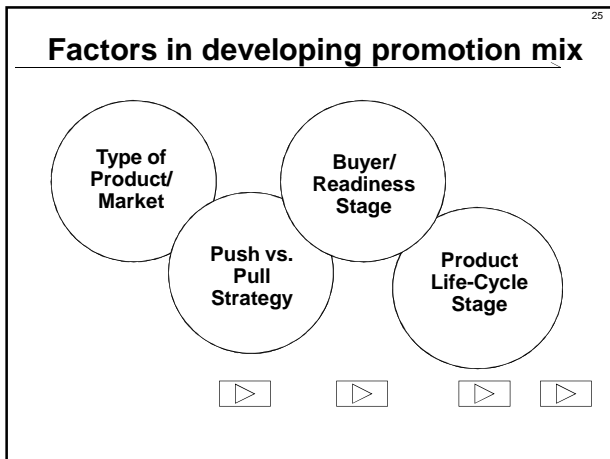 25
Factors in developing promotion mix
Type of
Product/
Market
Push vs.
Pull
Strategy
Buyer/
Readiness
Stage
Product
Life-Cycle
Stage